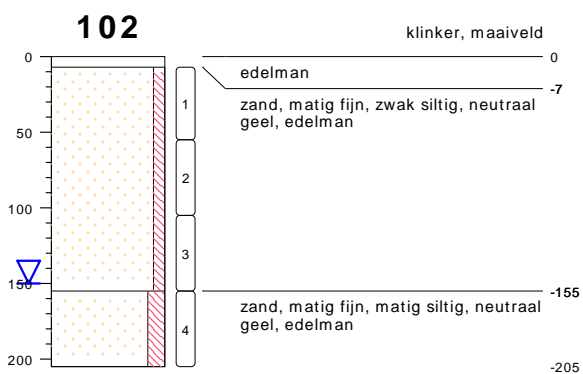 102
klinker, maaiveld
0
0
edelman
-7
zand, matig fijn, zwak siltig, neutraal
geel, edelman
1
50
2
100
3
150
-155
zand, matig fijn, matig siltig, neutraal
geel, edelman
4
200
-205